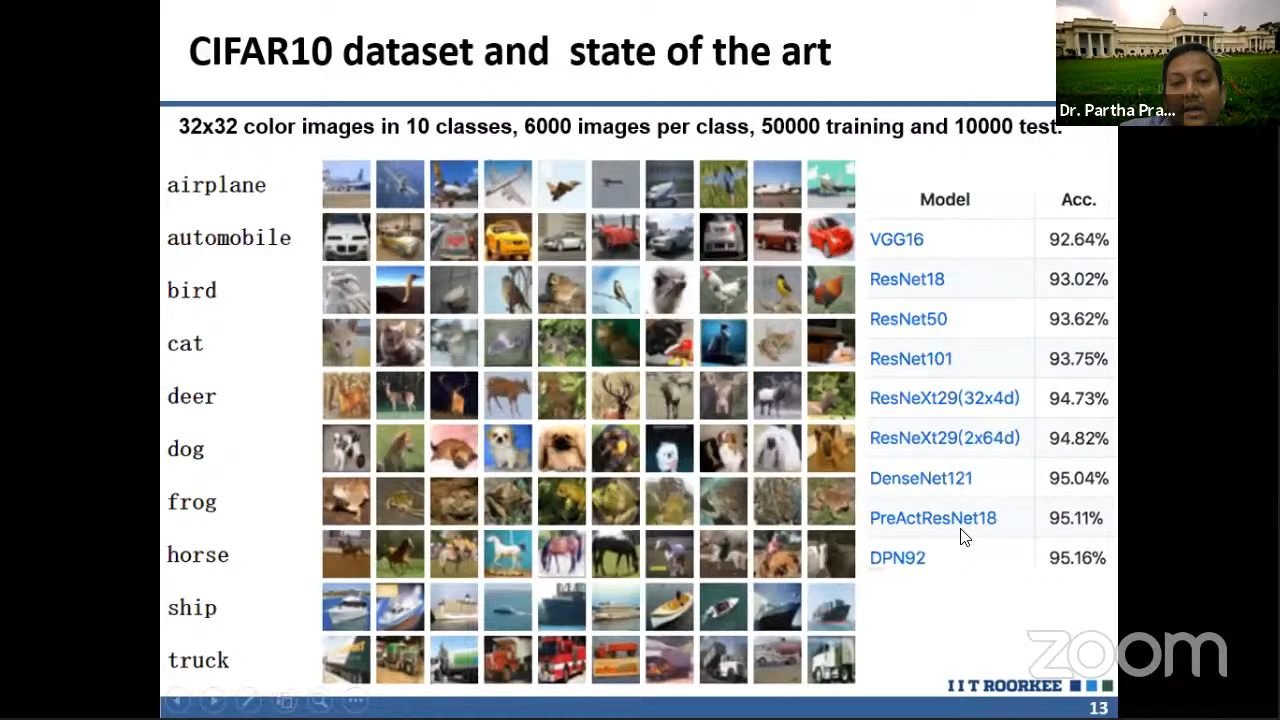 CIFAR10 dataset and state of the art
Dr. Partha Pra...
32x32 color images in 10 classes, 6000 images per class, 50000 training and 10000 test.
airplane
automobile
bird
cat
deer
dog
frog
horse
ship
truck
Model Acc.
VGG16 92.64%
ResNet18 93.02%
ResNet50 93.62%
ResNet101 93.75%
ResNeXt29(32x4d) 94.73%
ResNeXt29(2x64d) 94.82%
DenseNet121 95.04%
PreActResNet18 95.11%
DPN92 95.16%
zoom
I I T ROORKEE
13